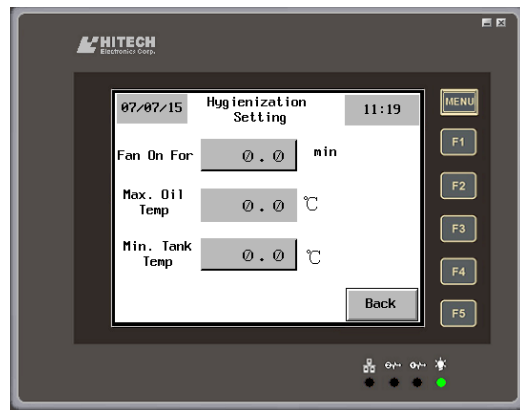 HITECH
Electronics Corp.
07/07/15
Hygienization
Setting
11:19
MENU
Fan On For
0.0
min
F1
Max. Oil
Temp
0.0
℃
F2
F3
Min. Tank
Temp
0.0
℃
F4
Back
F5